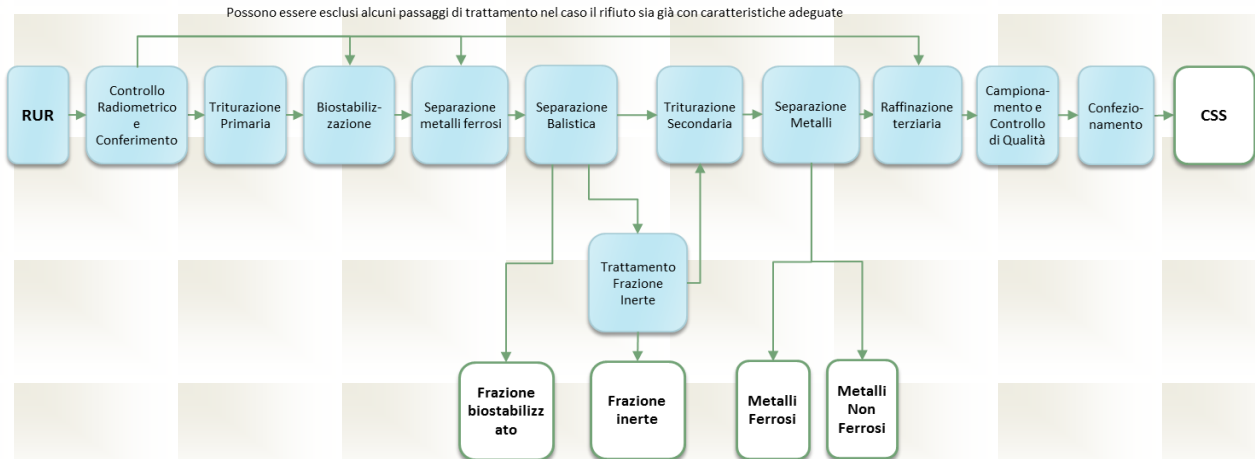 Possono essere esclusi alcuni passaggi di trattamento nel caso il rifiuto sia già con caratteristiche adeguate
RUR
Controllo
Radiometrico
e
Conferimento
Triturazione
Primaria
Biostabiliz-
zazione
Separazione
metalli ferrosi
Separazione
Balistica
Triturazione
Secondaria
Separazione
Metalli
Raffinazione
terziaria
Campiona-
mento e
Controllo
di Qualità
Confezio-
namento
CSS
Trattamento
Frazione
Inerte
Frazione
biostabilizz
ato
Frazione
inerte
Metalli
Ferrosi
Metalli
Non
Ferrosi